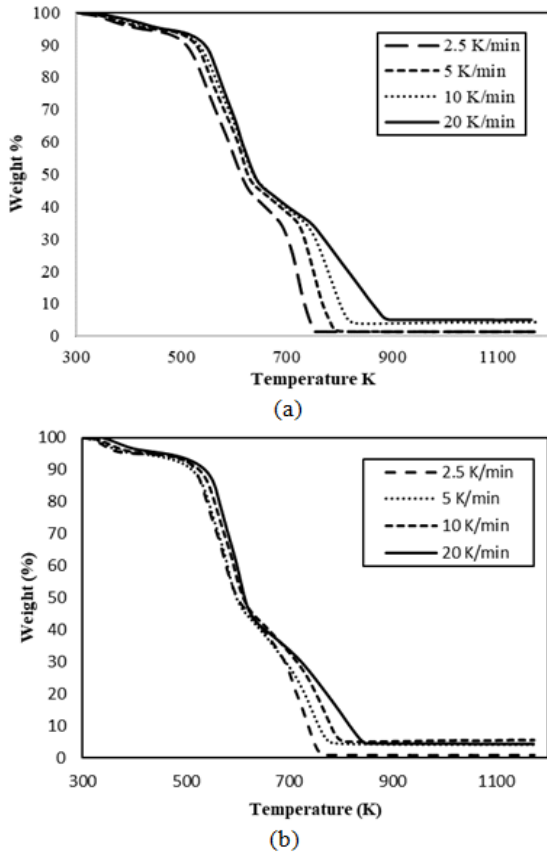 100
90
80
70
60
50
40
30
20
10
0
Weight %
2.5 K/min
5 K/min
10 K/min
20 K/min
300 500 700 900 1100
Temperature K
(a)
100
90
80
70
60
50
40
30
20
10
0
Weight (%)
2.5 K/min
5 K/min
10 K/min
20 K/min
300 500 700 900 1100
Temperature (K)
(b)